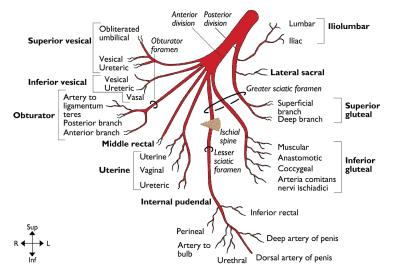 Anterior
division
Posterior
division
Lumbar
Iliac
Iliolumbar
Superior vesical
Obliterated
umbilical
Obturator
foramen
Vesical
Ureteric
Lateral sacral
Inferior vesical
Vesical
Ureteric
Vasal
Greater sciatic foramen
Obturator
Artery to
ligamentum
teres
Posterior branch
Anterior branch
Superficial
branch
Deep branch
Superior
gluteal
Ischial
spine
Middle rectal
Lesser
sciatic
foramen
Uterine
Uterine
Vaginal
Ureteric
Muscular
Anastomotic
Coccygeal
Arteria comitans
nervi ischiadici
Inferior
gluteal
Internal pudendal
Inferior rectal
Perineal
Artery to
bulb
Urethral
Deep artery of penis
Dorsal artery of penis
Sup
R
L
Inf